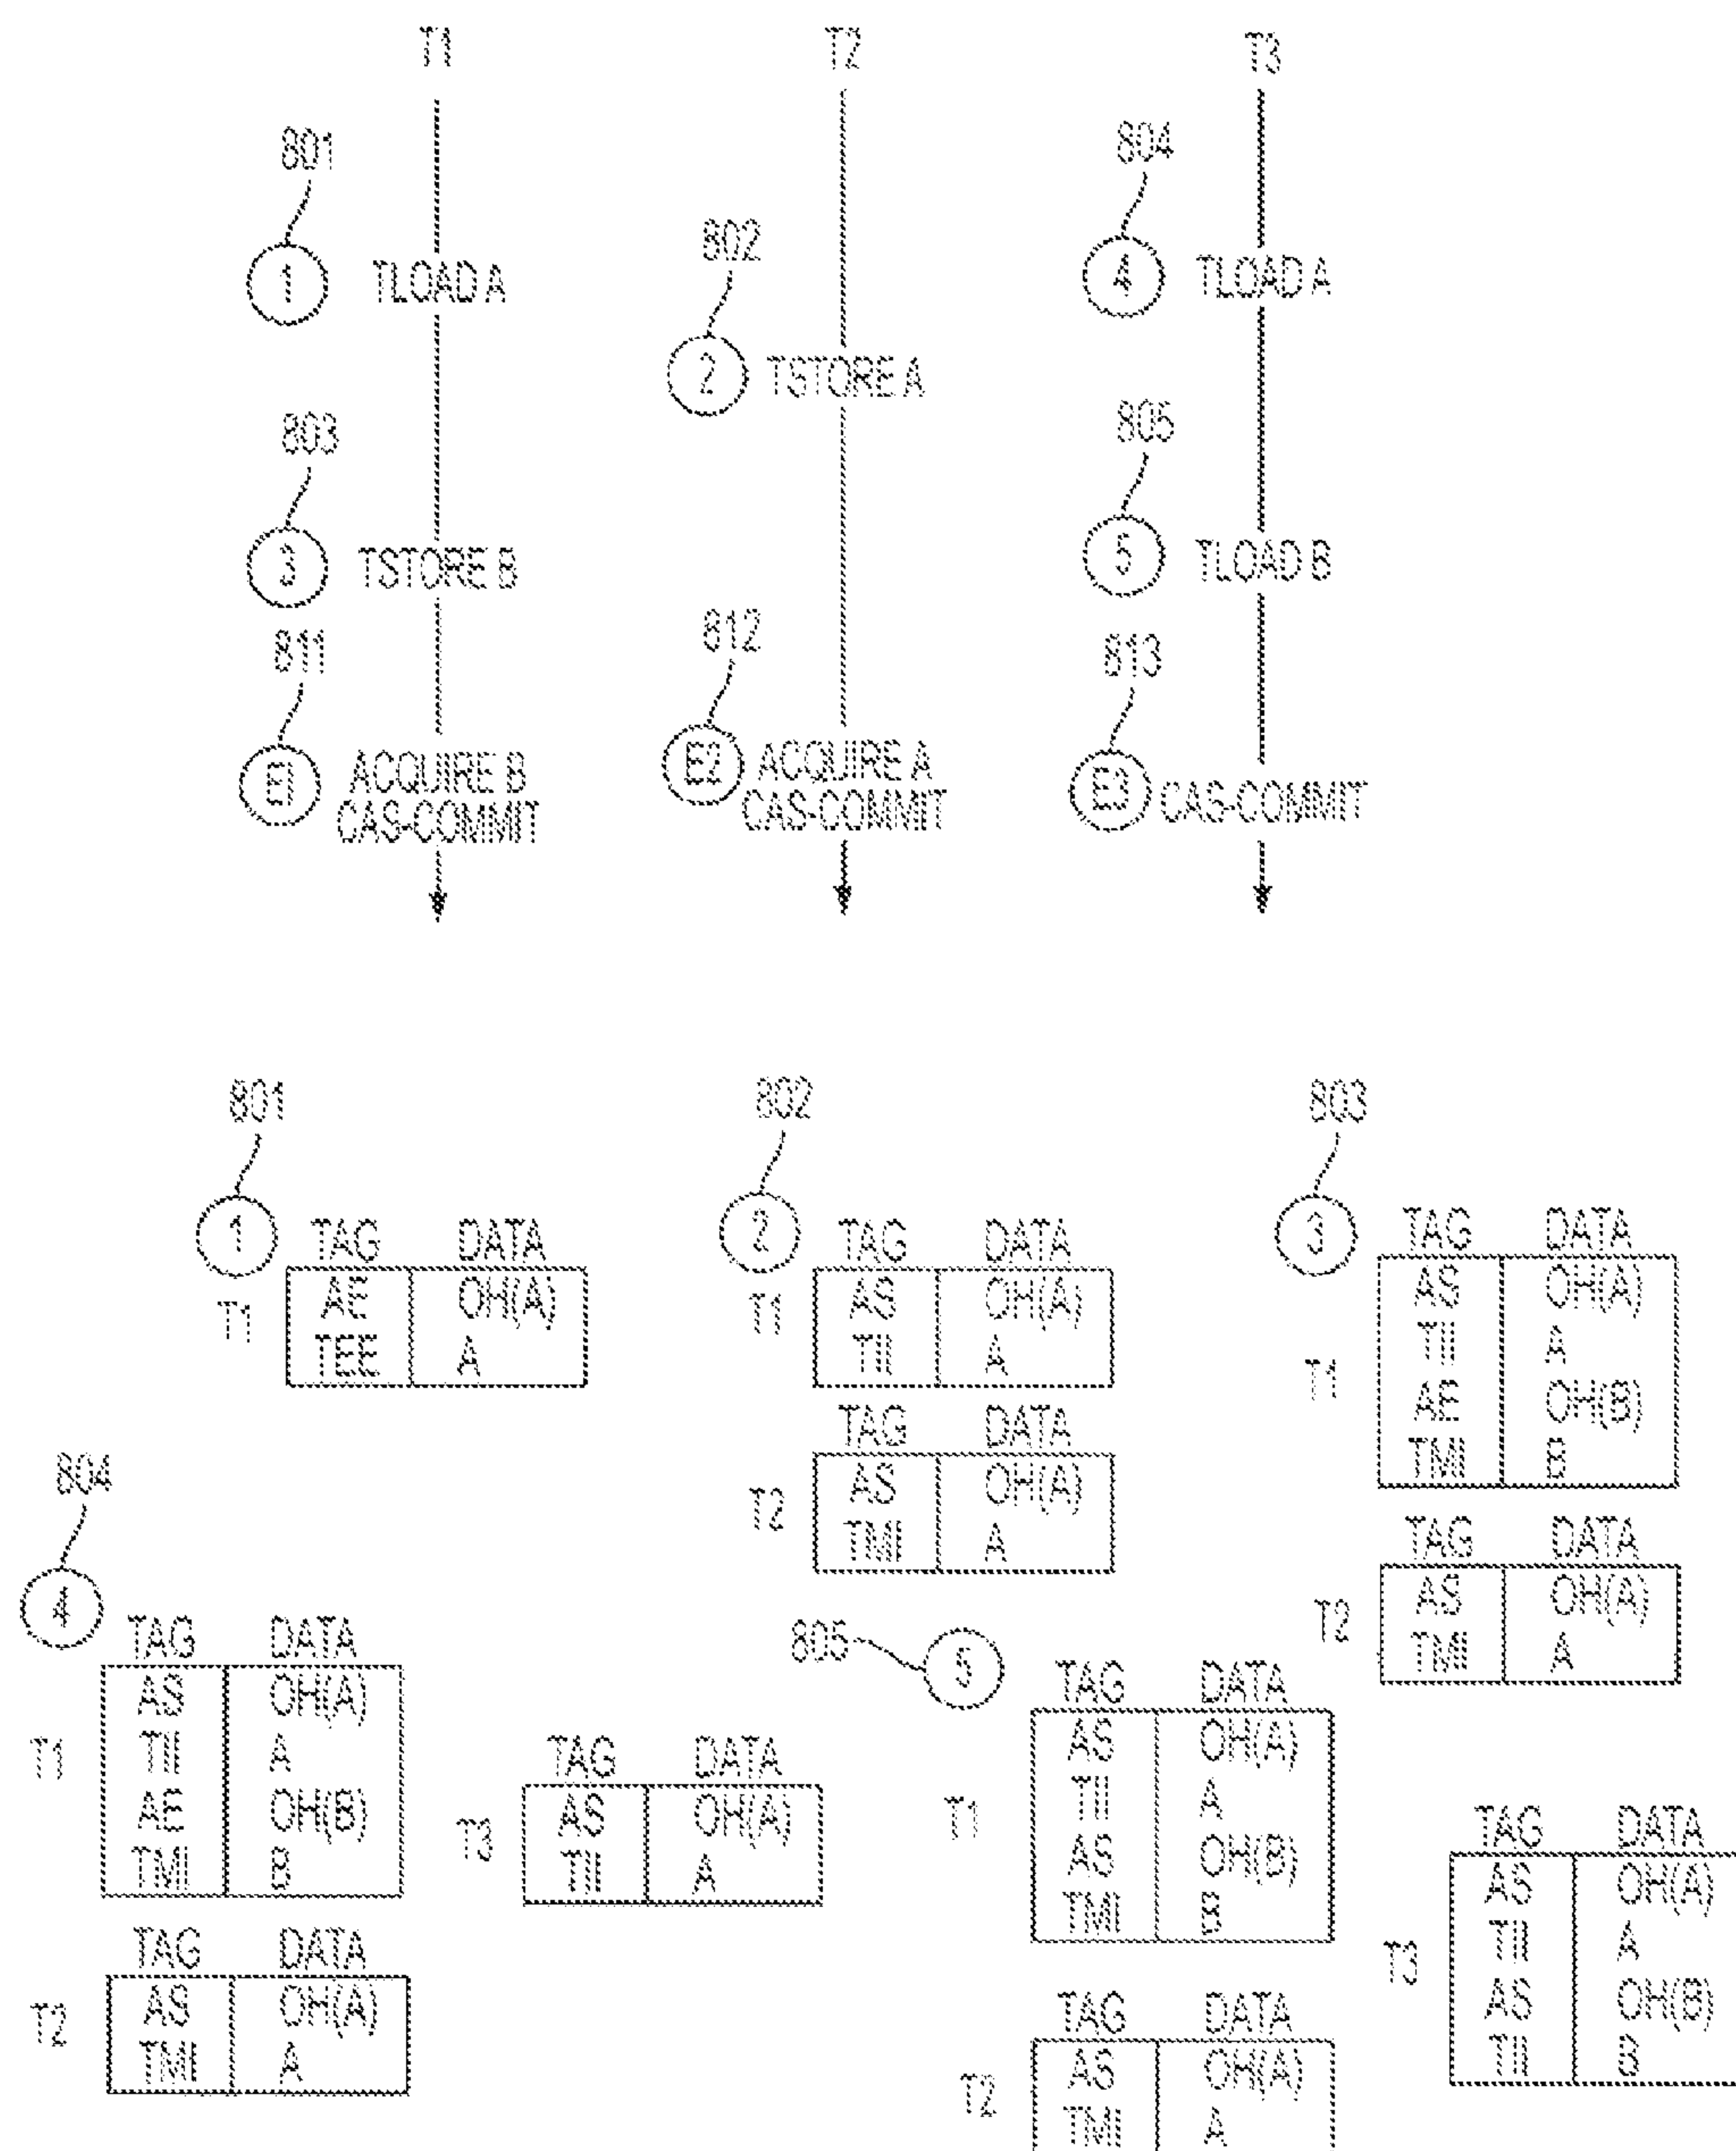 T1 T2 T3
801 804
802
1 TLOAD A 4 TLOAD A
2 TSTORE A
803 805
3 TSTORE B 5 TLOAD B
811 812 813
E1 ACQUIRE B E2 ACQUIRE A E3 CAS-COMMIT
CAS-COMMIT CAS-COMMIT
801 802 803
1 2 3
TAG DATA
T1
AE OH(A)
TEE A
TAG DATA
T1
AS OH(A)
TII A
TAG DATA
T2
AS OH(A)
TMI A
TAG DATA
T1
AS OH(A)
TII A
AE OH(B)
TMI B
TAG DATA
T2
AS OH(A)
TMI A
804
4
TAG DATA
T1
AS OH(A)
TII A
AE OH(B)
TMI B
TAG DATA
T3
AS OH(A)
TII A
TAG DATA
T2
AS OH(A)
TMI A
805 5
TAG DATA
T1
AS OH(A)
TII A
AS OH(B)
TMI B
TAG DATA
T3
AS OH(A)
TII A
AS OH(B)
TII B
TAG DATA
T2
AS OH(A)
TMI A